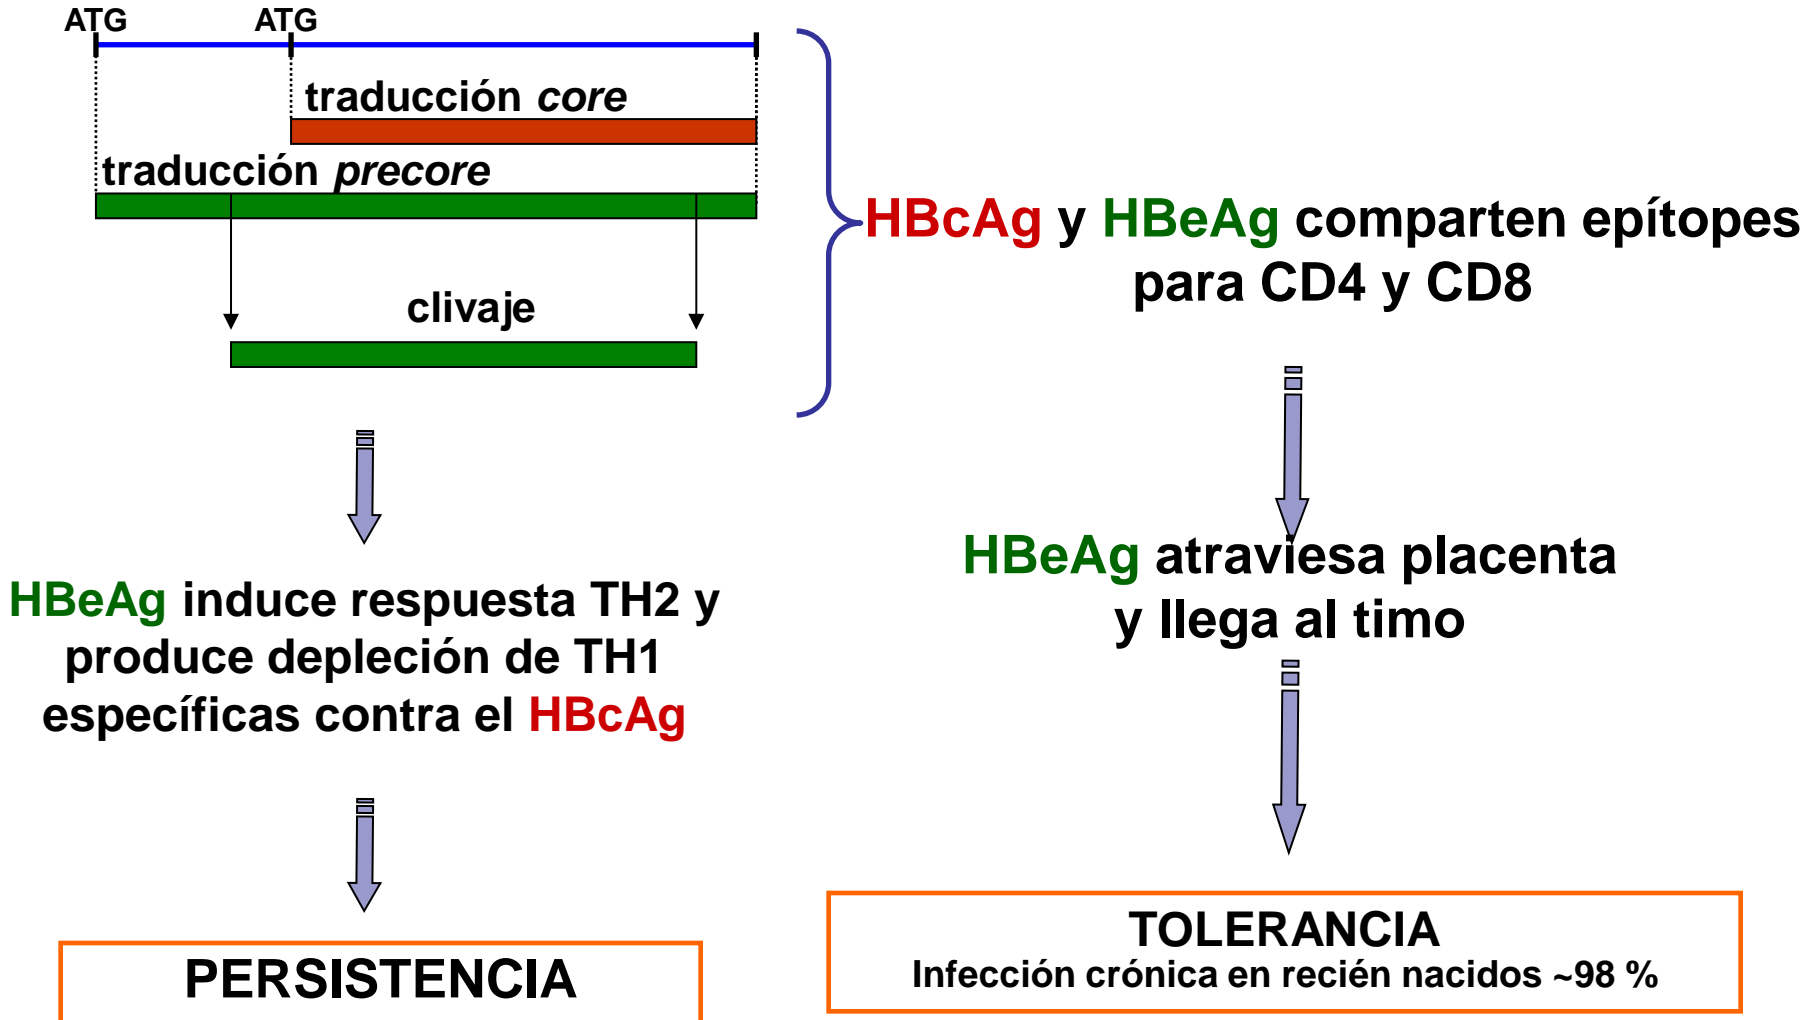 ATG ATG
traducción core
traducción precore
clivaje
HBcAg y HBeAg comparten epítopes
para CD4 y CD8
HBeAg induce respuesta TH2 y
produce depleción de TH1
específicas contra el HBcAg
PERSISTENCIA
HBeAg atraviesa placenta
y llega al timo
TOLERANCIA
Infección crónica en recién nacidos ~98 %